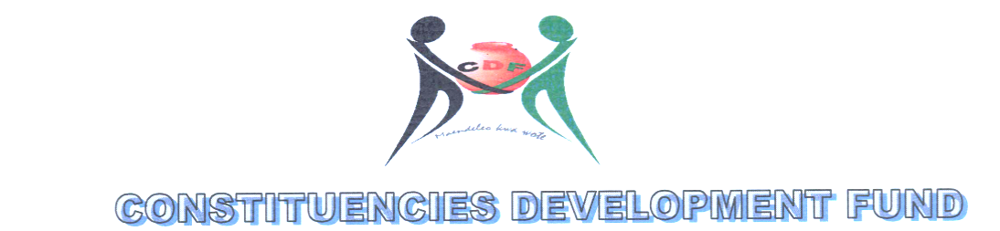 CDF
Maendeleo kwa wote
CONSTITUENCIES DEVELOPMENT FUND